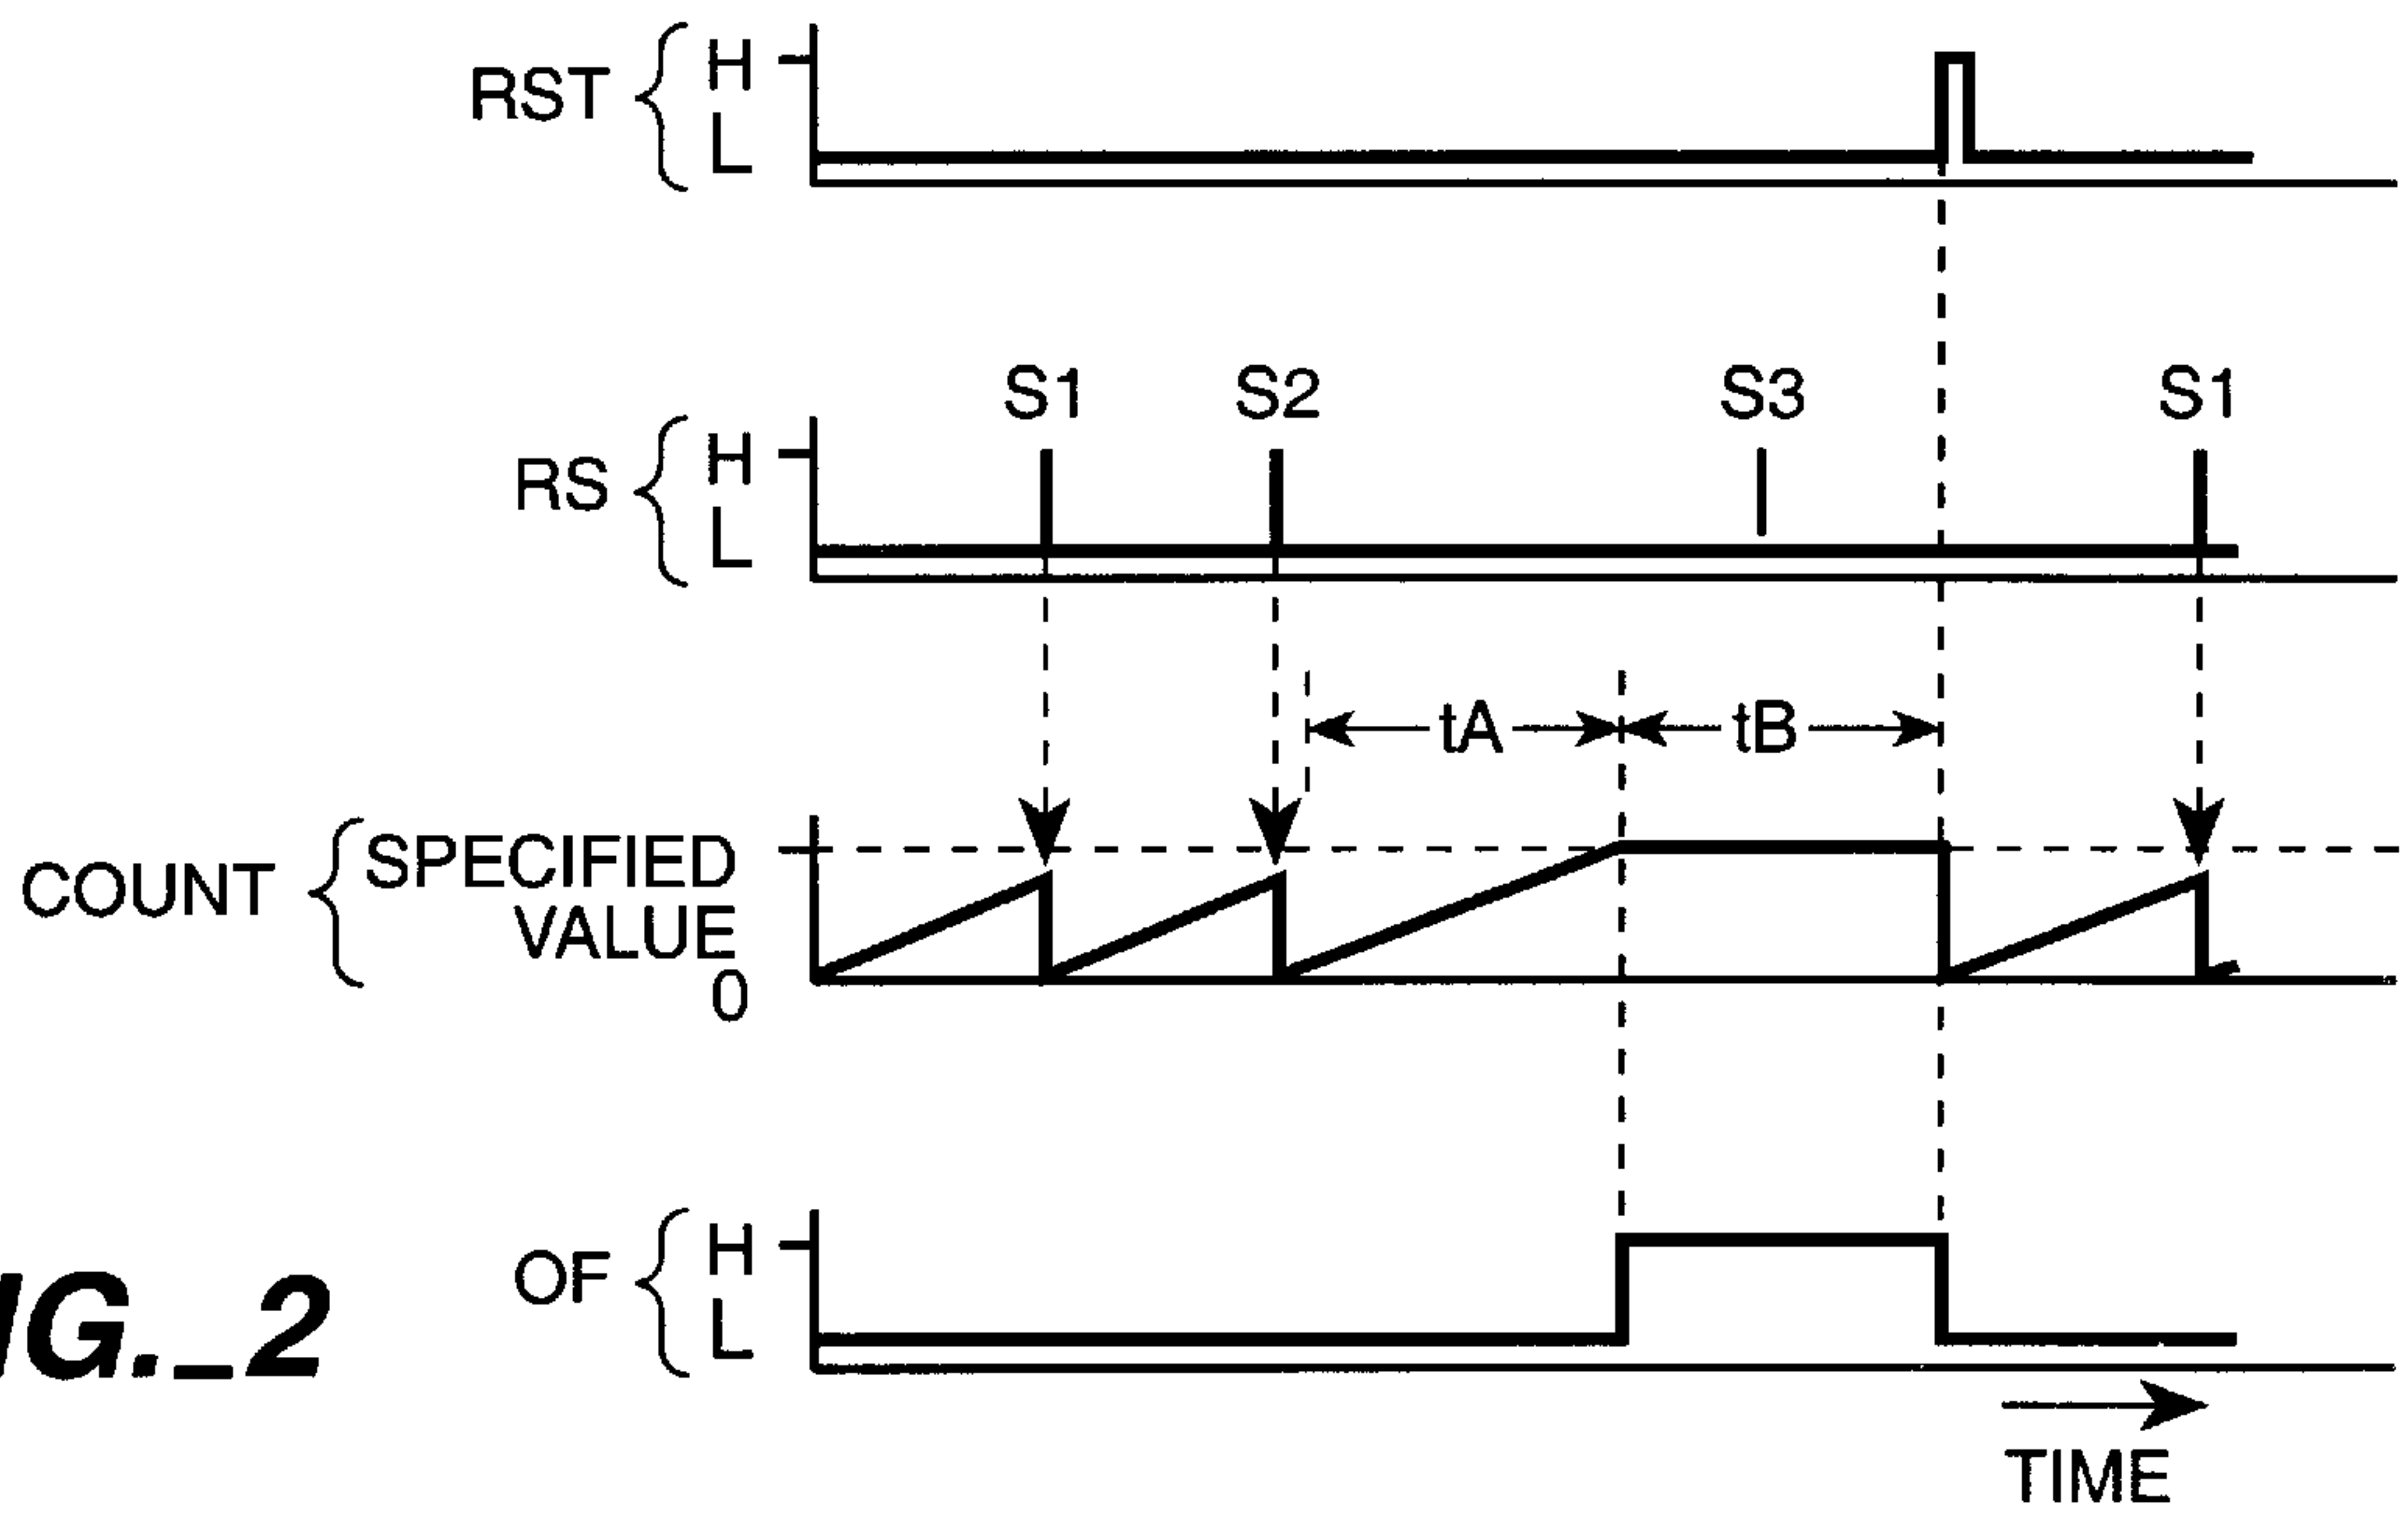 RST
H
L
S1 S2 S3 S1
RS
H
L
tA tB
COUNT
SPECIFIED
VALUE
0
OF
H
L
IG._2
TIME